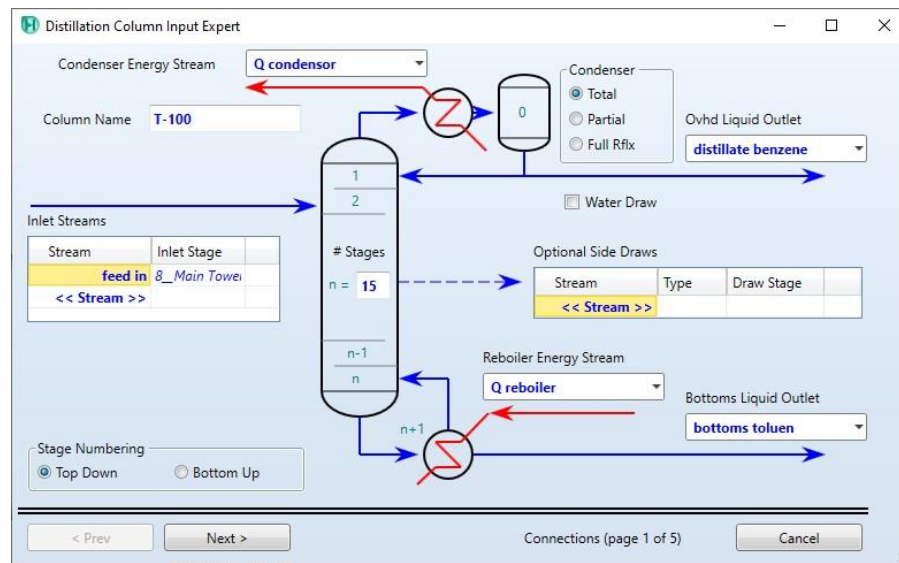 Distillation Column Input Expert
Condenser Energy Stream
Q condensor
Column Name
T-100
Condenser
Total
Partial
Full Rflx
0
Ovhd Liquid Outlet
distillate benzene
1
2
Water Draw
Inlet Streams
Stream Inlet Stage
feed in 8__Main Tower
<< Stream >>
# Stages
n = 15
Optional Side Draws
Stream Type Draw Stage
<< Stream >>
n-1
n
n+1
Reboiler Energy Stream
Q reboiler
Bottoms Liquid Outlet
bottoms toluen
Stage Numbering
Top Down Bottom Up
< Prev Next > Connections (page 1 of 5) Cancel